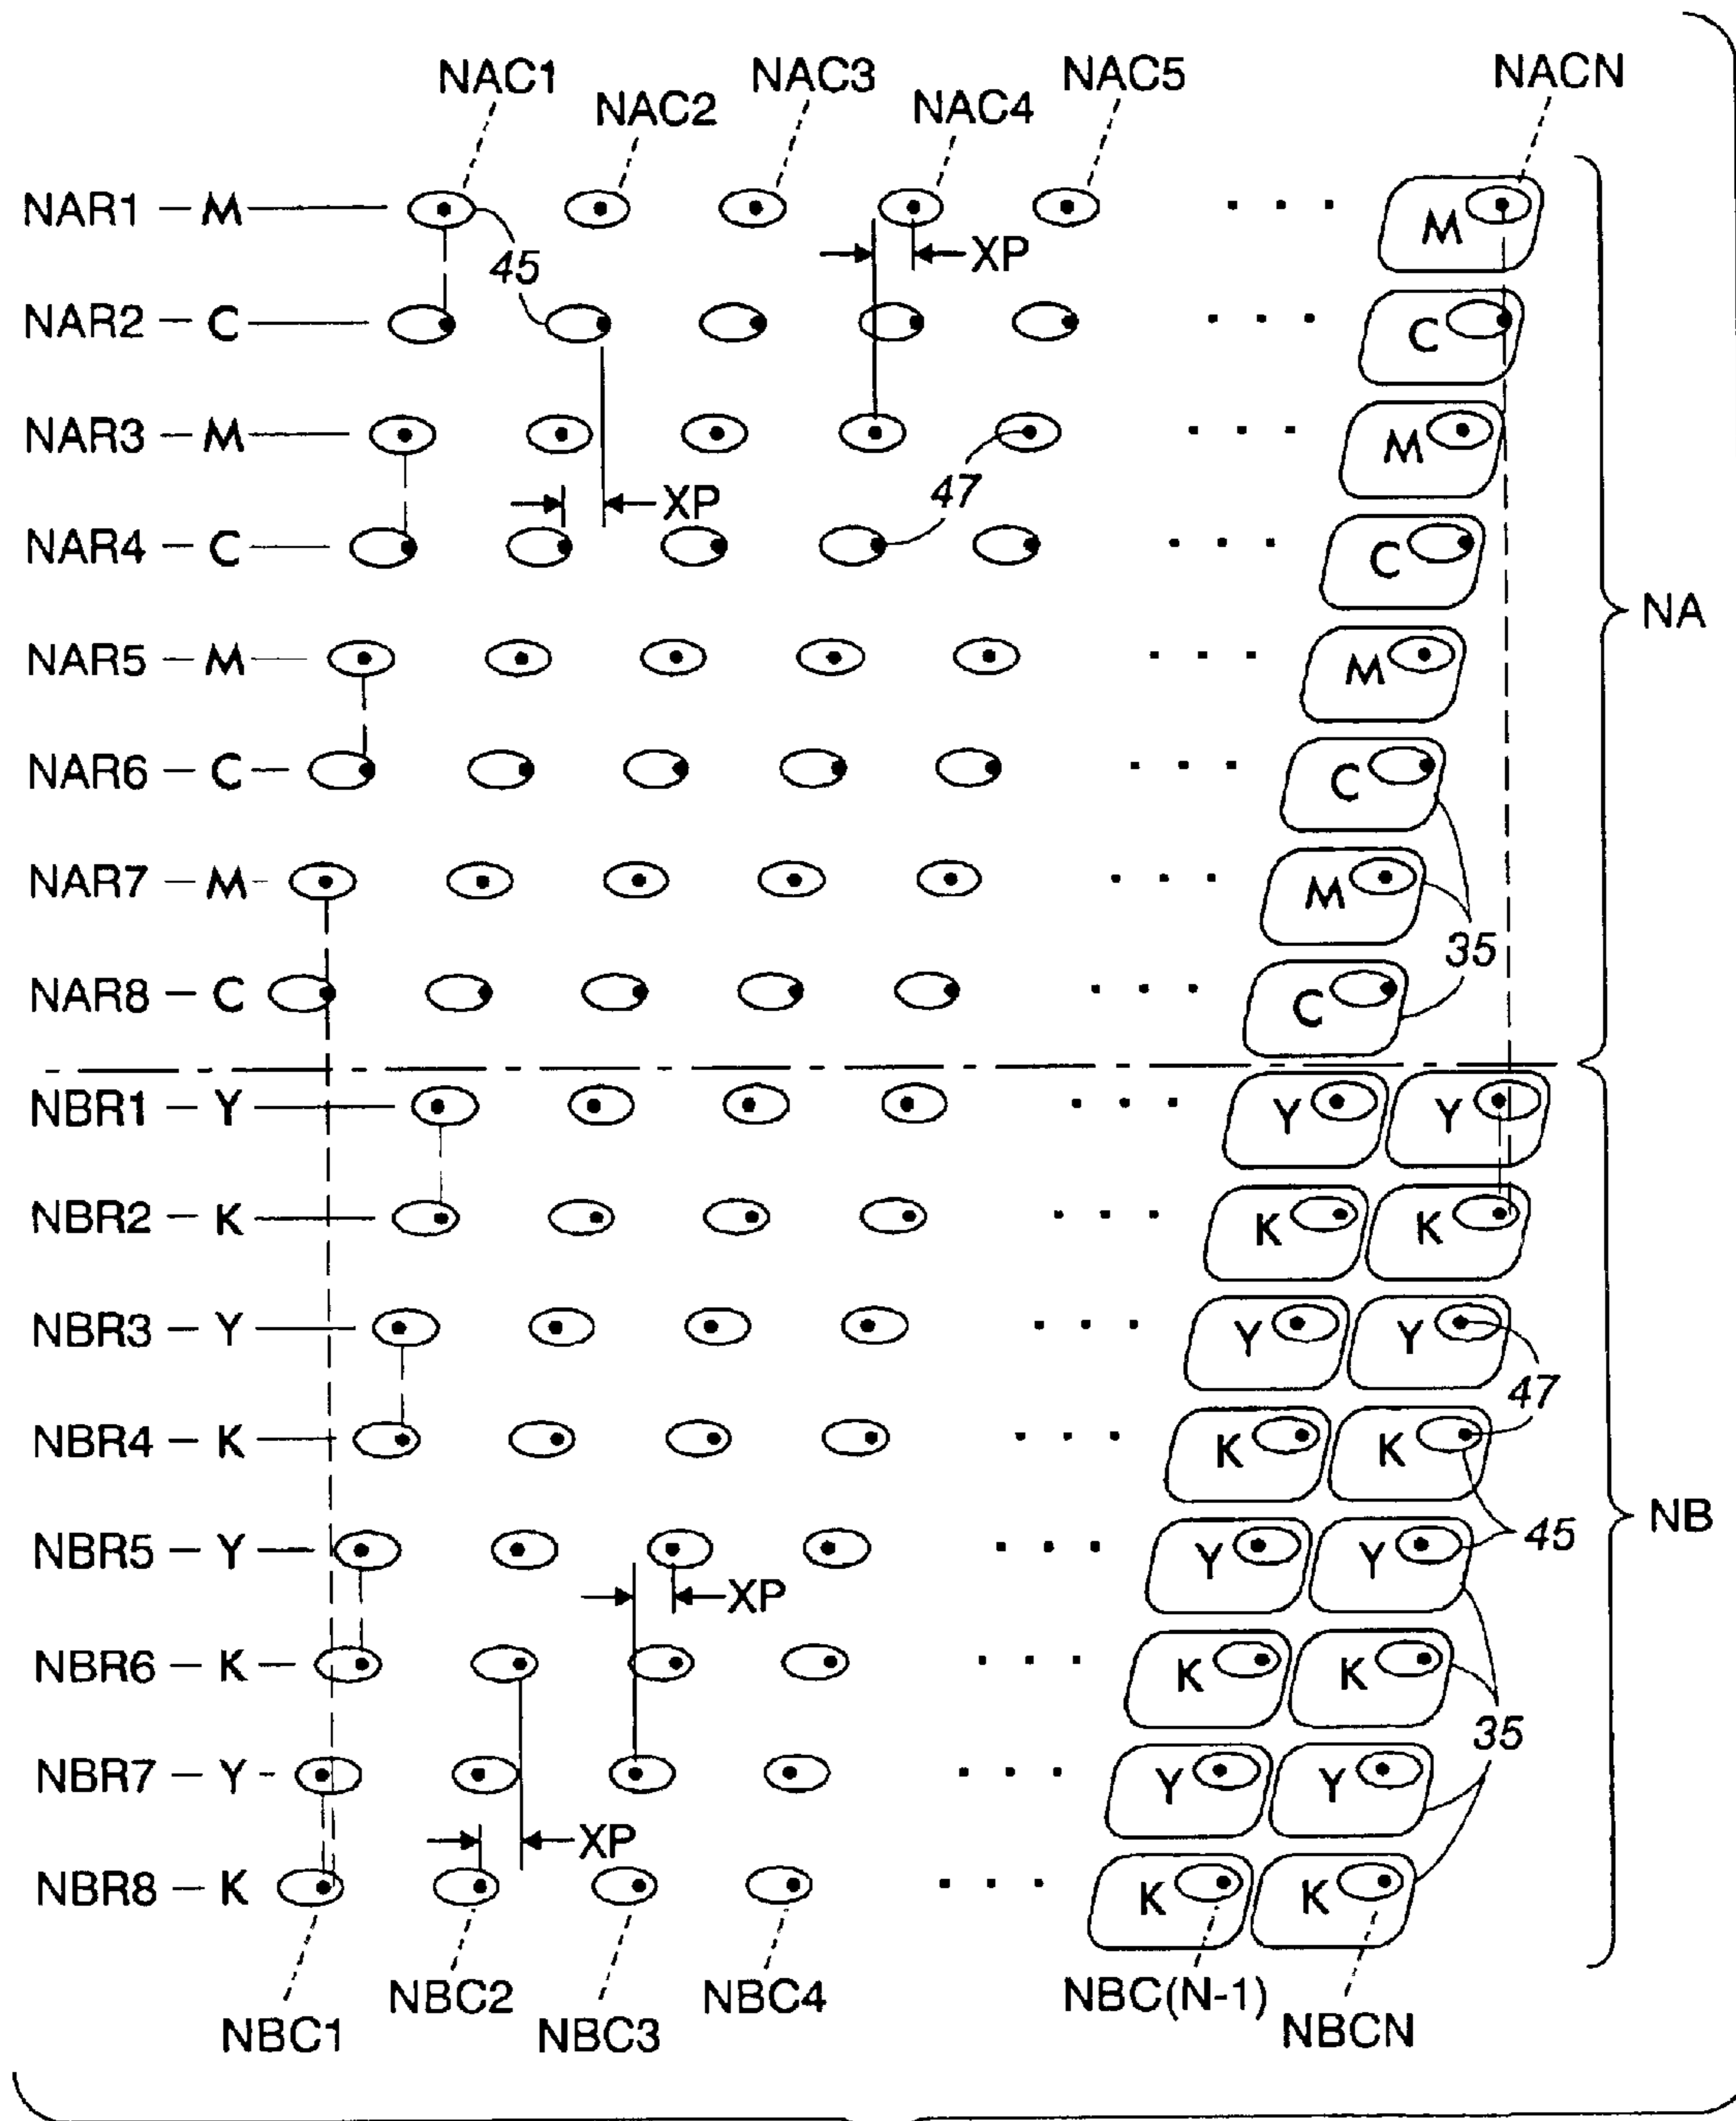 NAC1 NAC3 NAC5 NACN
NAC2 NAC4
NAR1 – M M
45 XP
NAR2 – C C
NAR3 – M M
XP 47
NAR4 – C C
NA
NAR5 – M M
NAR6 – C C
NAR7 – M M
35
NAR8 – C C
NBR1 – Y Y Y
NBR2 – K K K
NBR3 – Y Y Y
47
NBR4 – K K K
NB
NBR5 – Y Y Y 45
XP
NBR6 – K K K
35
NBR7 – Y Y Y
XP
NBR8 – K K K
NBC2 NBC4 NBC(N-1)
NBC1 NBC3 NBCN